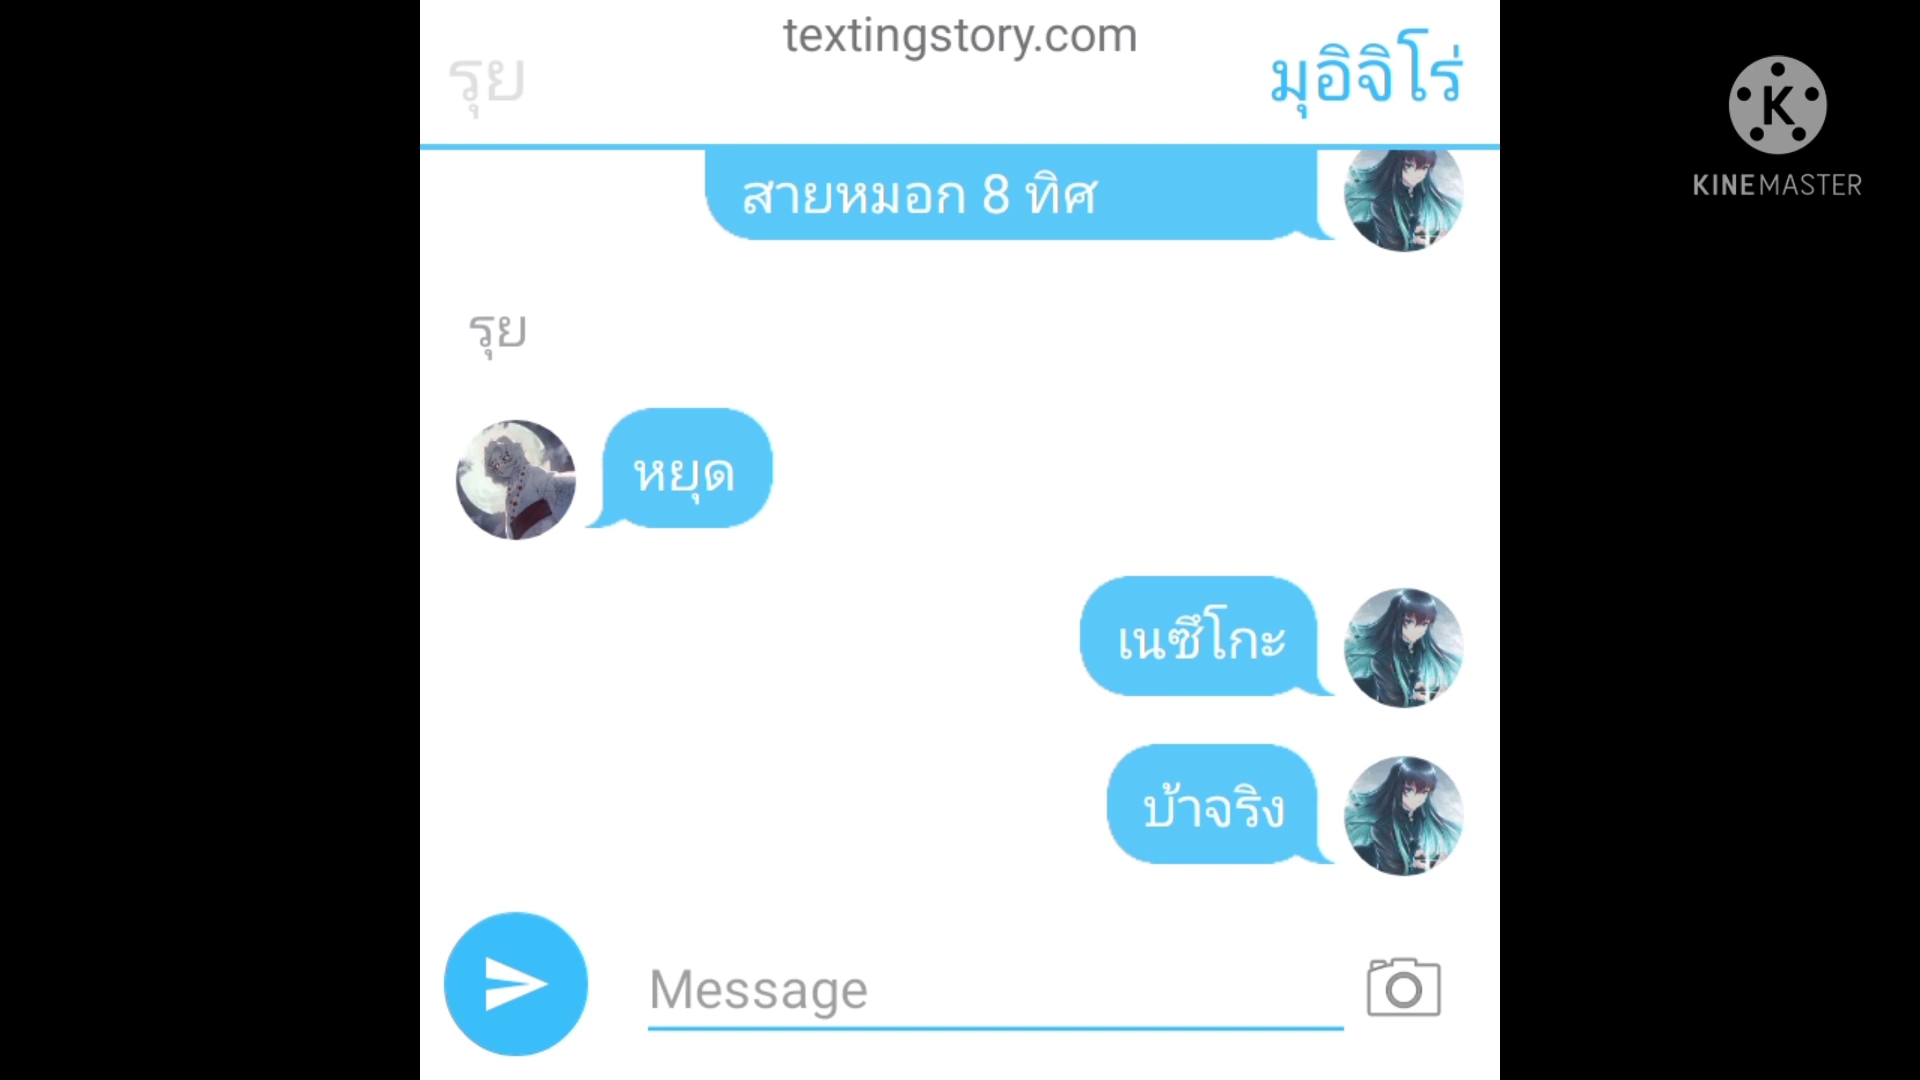 textingstory.com
รุย
มุอิจิโร่
KINEMASTER
สายหมอก 8 ทิศ
รุย
หยุด
เนซึโกะ
บ้าจริง
Message